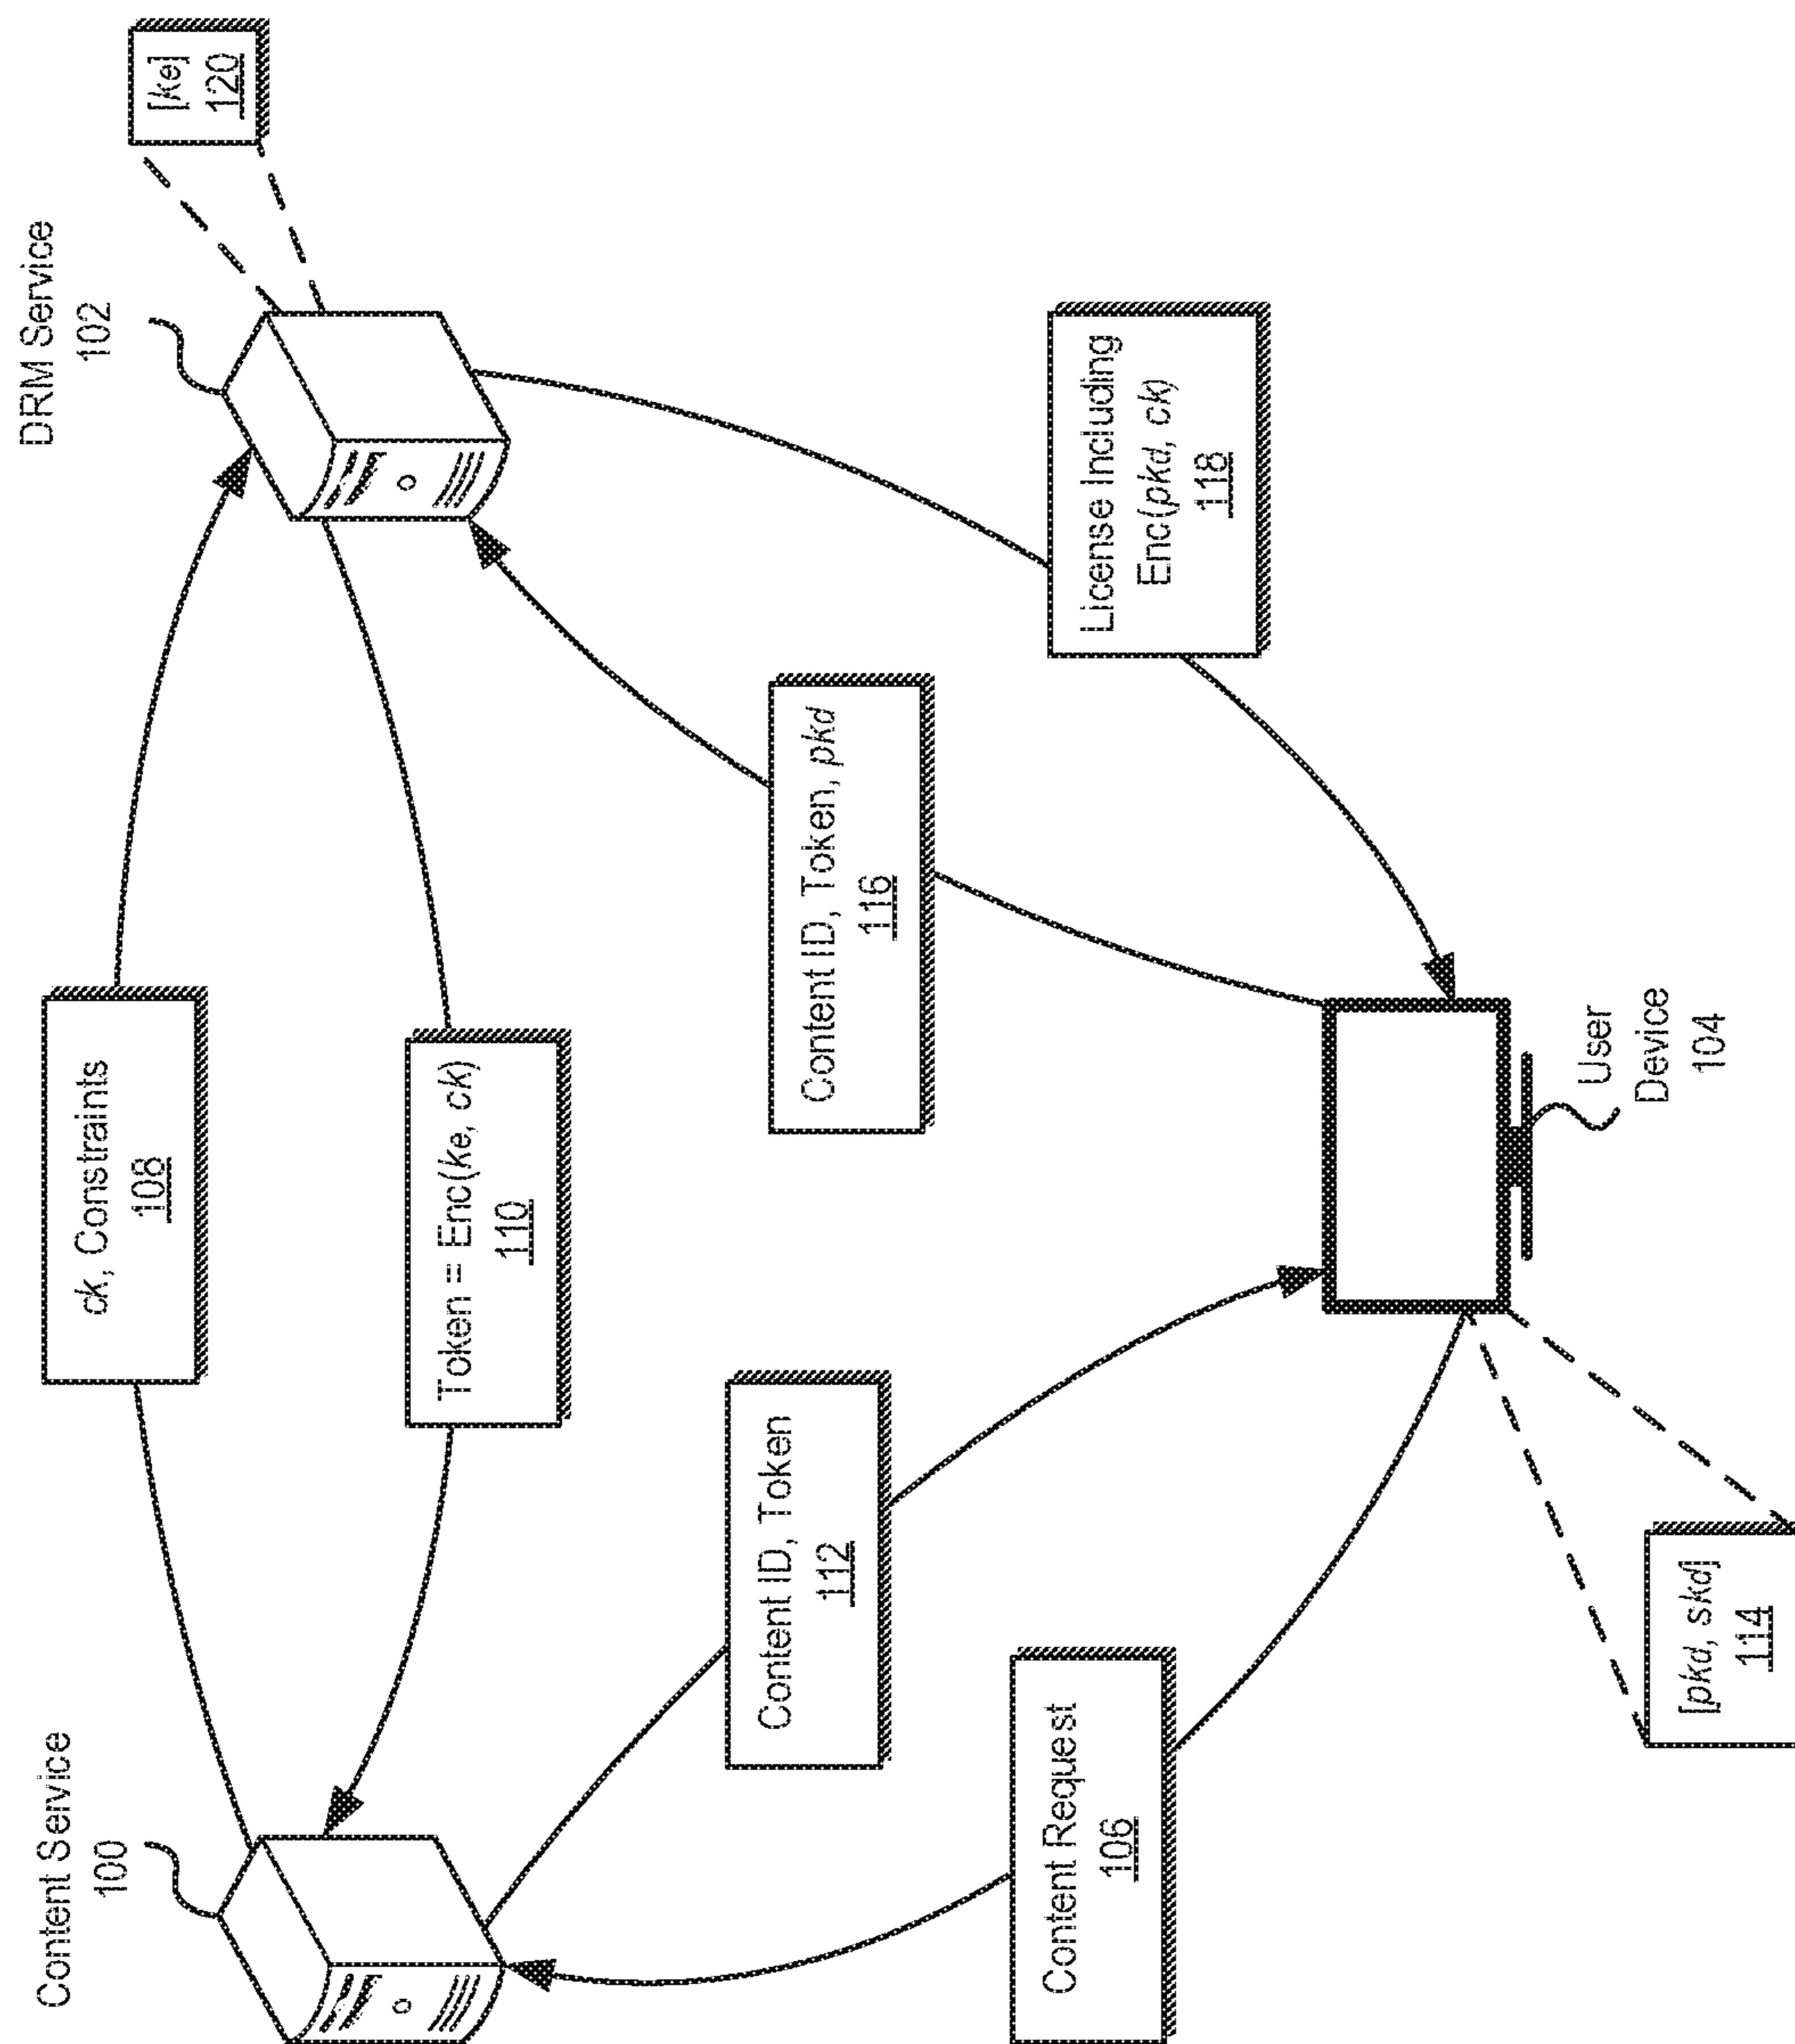 Content Service
100
DRM Service
102
[ke]
120
ck, Constraints
108
Token = Enc(ke, ck)
110
Content ID, Token
112
Content ID, Token, pkd
116
Content Request
106
License Including
Enc(pkd, ck)
118
User
Device
104
[pkd, skd]
114